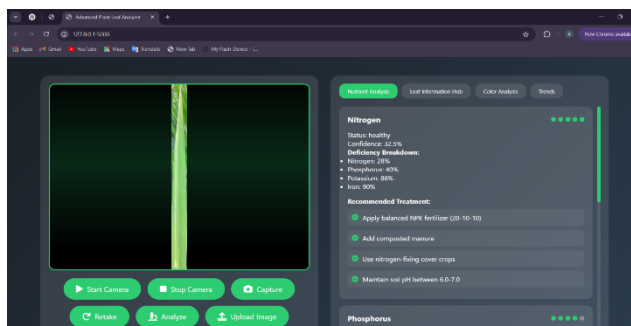 Advanced Plant Leaf Analyzer
127.0.0.1:5000
New Chrome available
Apps
Gmail
YouTube
Maps
Translate
New Tab
My Flash Demos - L...
Nutrient Analysis
Leaf Information Hub
Color Analysis
Trends
Nitrogen
Status: healthy
Confidence: 32.5%
Deficiency Breakdown:
Nitrogen: 28%
Phosphorus: 40%
Potassium: 86%
Iron: 90%
Recommended Treatment:
Apply balanced NPK fertilizer (20-10-10)
Add composted manure
Use nitrogen-fixing cover crops
Maintain soil pH between 6.0-7.0
Phosphorus
Start Camera
Stop Camera
Capture
Retake
Analyze
Upload Image